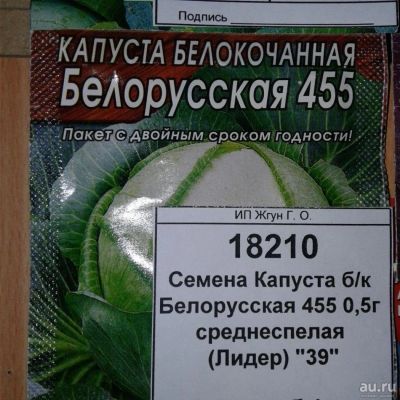 Подпись
КАПУСТА БЕЛОКОЧАННАЯ
Белорусская 455
Пакет с двойным сроком годности!
ИП Жгун Г. О.
18210
Семена Капуста б/к
Белорусская 455 0,5г
среднеспелая
(Лидер) "39"
au.ru